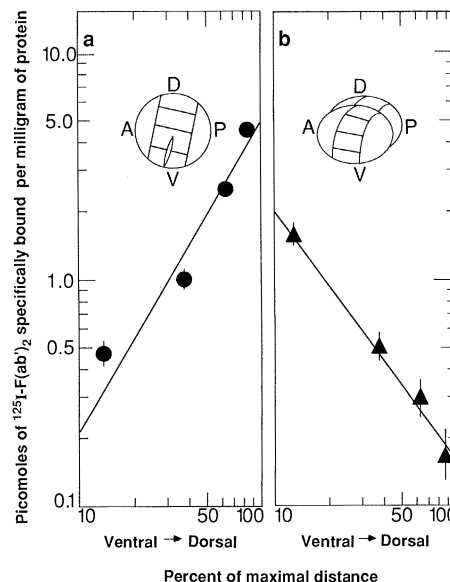 Picomoles of ¹²⁵I-F(ab')₂ specifically bound per milligram of protein
a
b
10.0
5.0
1.0
0.5
0.1
D
A
P
V
D
A
P
V
10
50
100
10
50
100
Ventral → Dorsal
Ventral → Dorsal
Percent of maximal distance